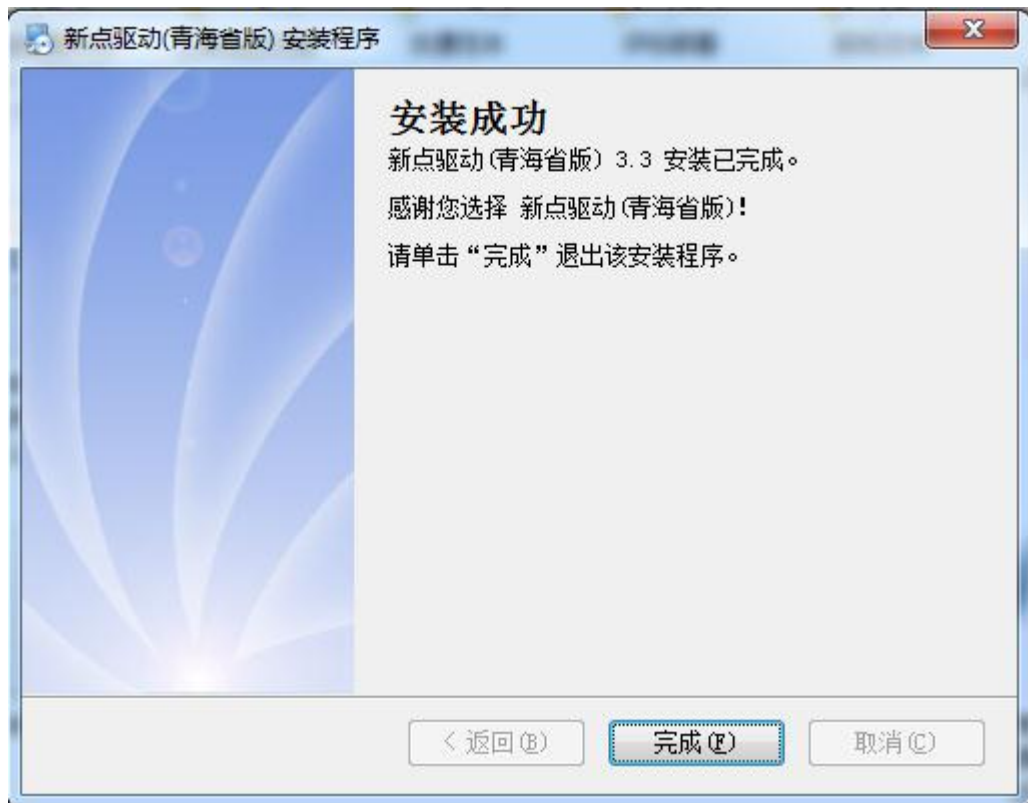 新点驱动(青海省版) 安装程序
安装成功
新点驱动(青海省版) 3.3 安装已完成。
感谢您选择 新点驱动(青海省版)!
请单击“完成”退出该安装程序。
< 返回(B)
完成(F)
取消(C)